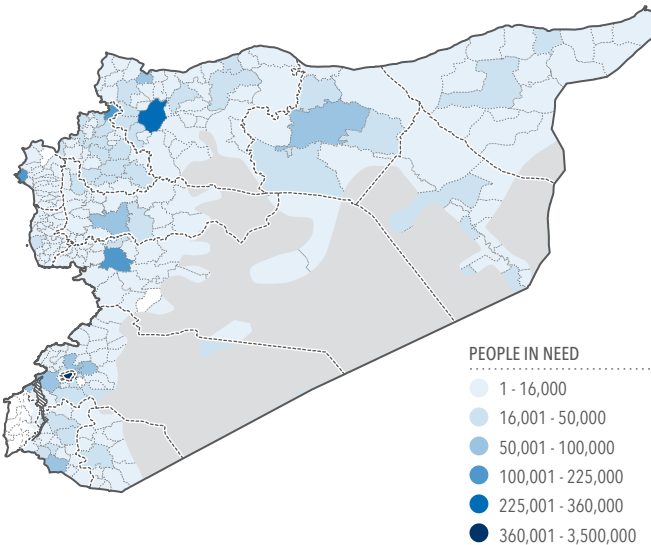 PEOPLE IN NEED
1 - 16,000
16,001 - 50,000
50,001 - 100,000
100,001 - 225,000
225,001 - 360,000
360,001 - 3,500,000